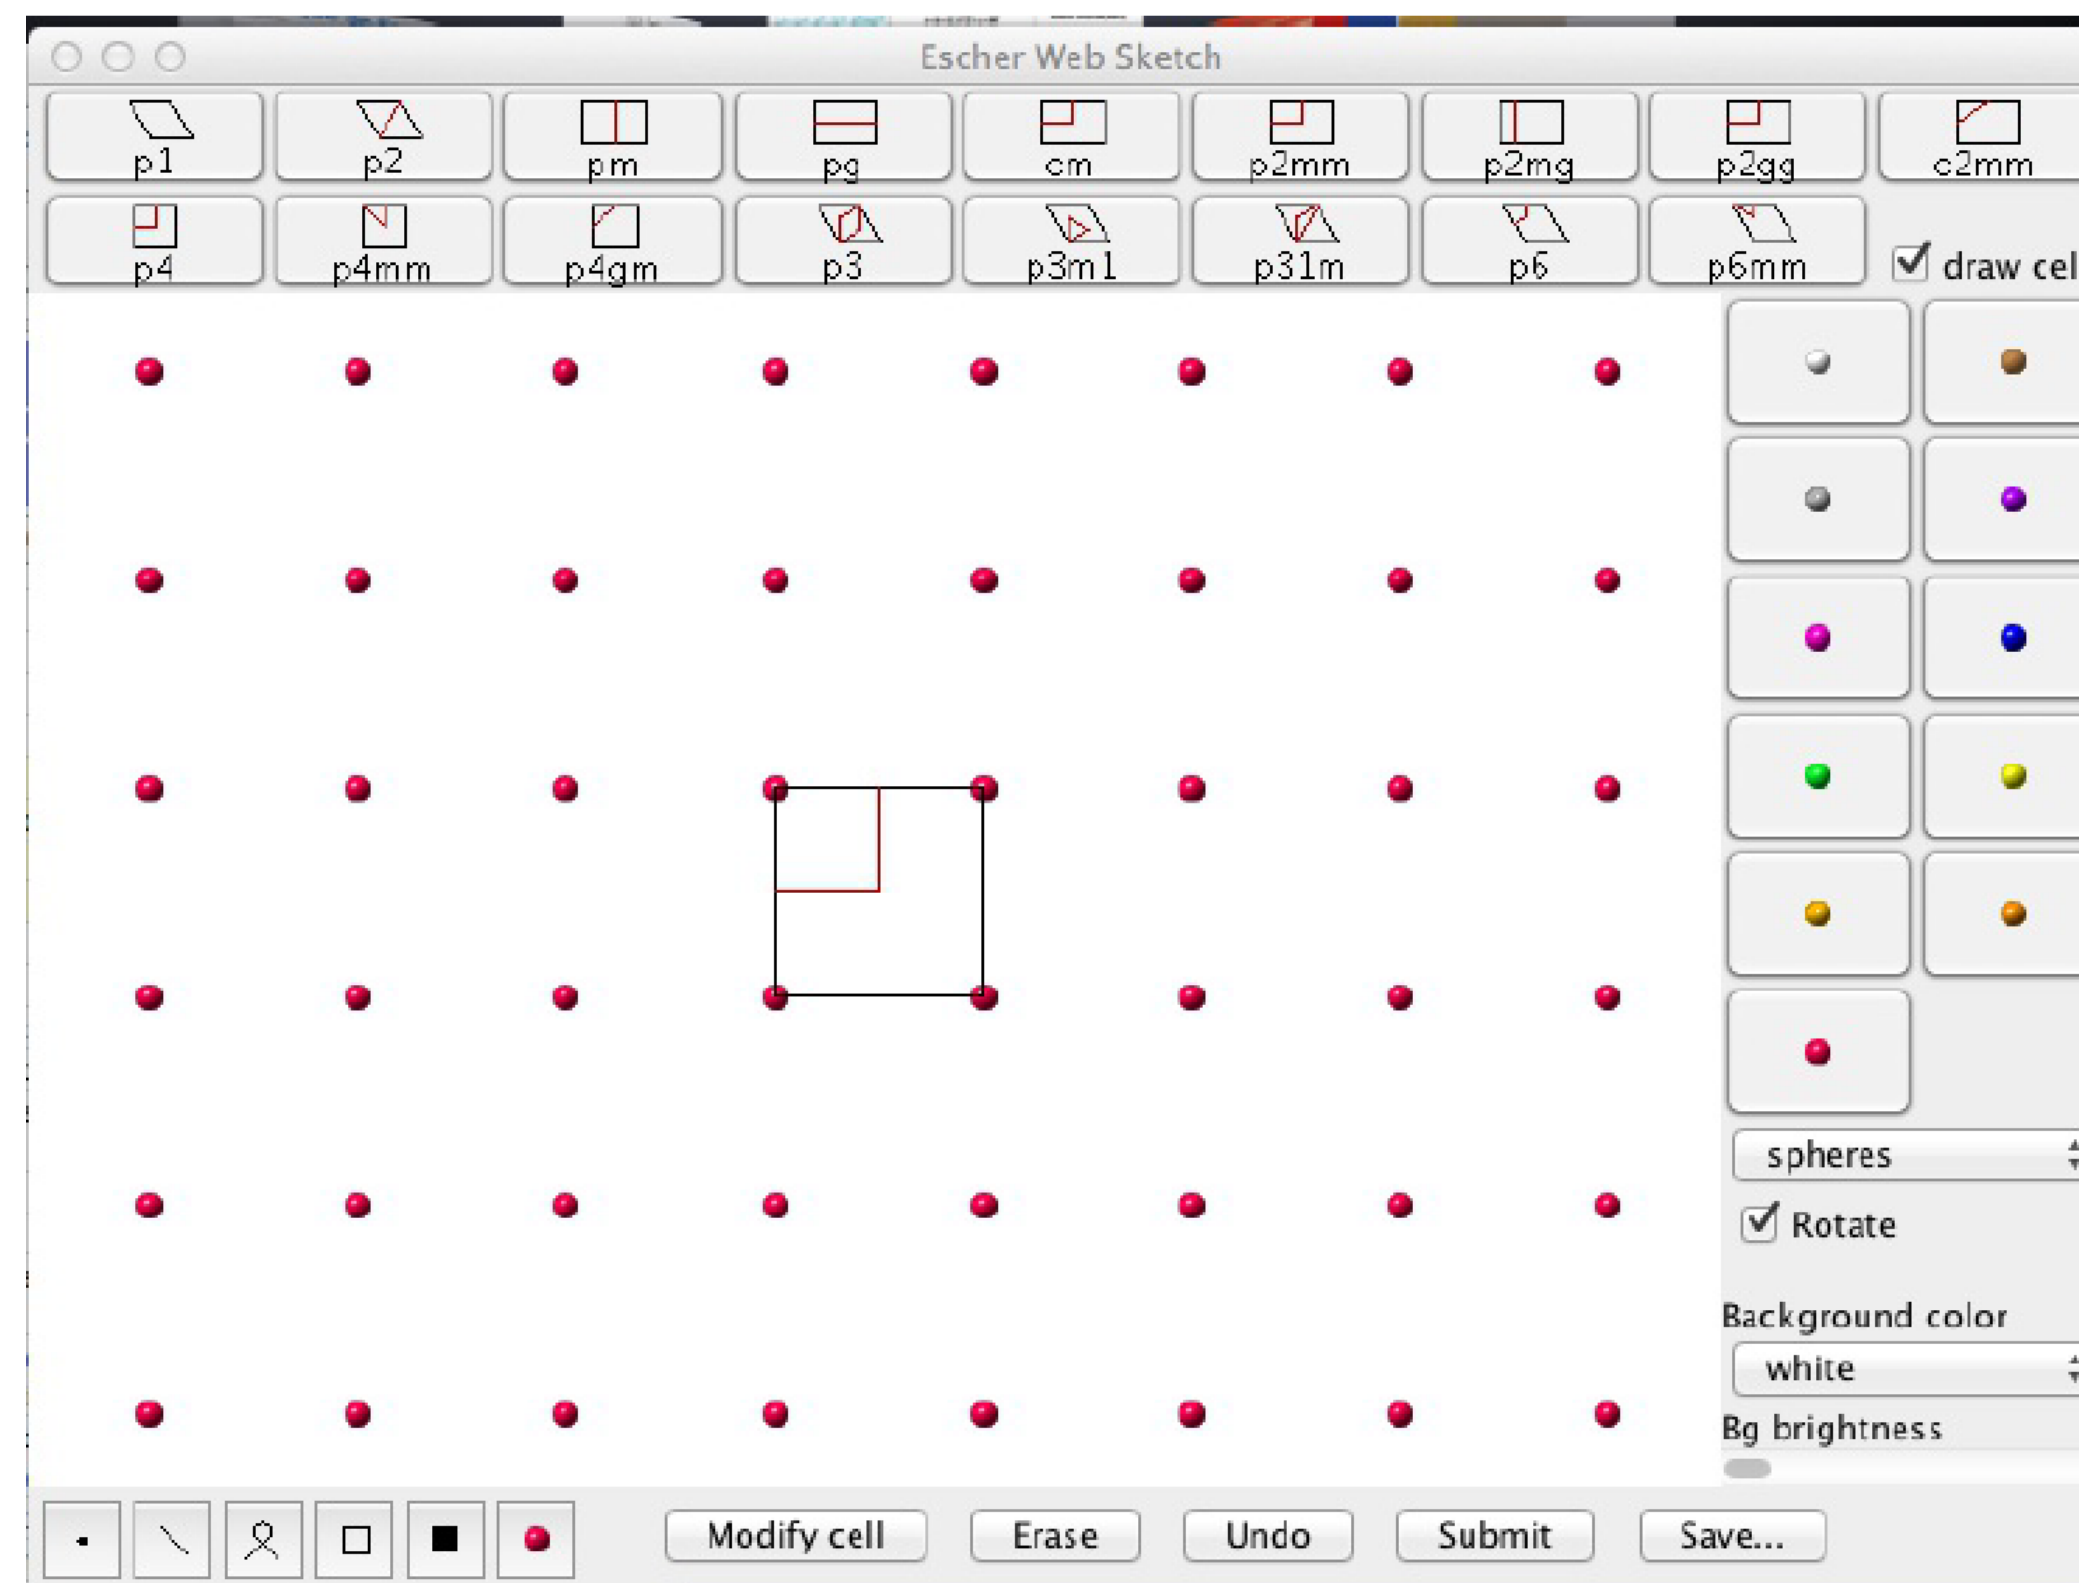 Escher Web Sketch
p1 p2 pm pg cm p2mm p2mg p2gg c2mm
p4 p4mm p4gm p3 p3m1 p31m p6 p6mm draw cel
spheres
Rotate
Background color
white
Bg brightness
Modify cell Erase Undo Submit Save...